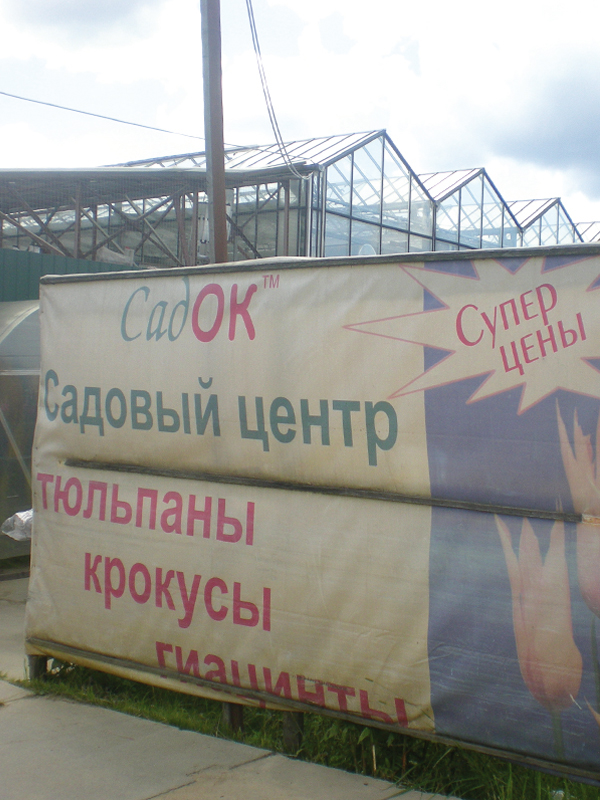 СадОК™
Супер
цены
Садовый центр
тюльпаны
крокусы
гиацинты